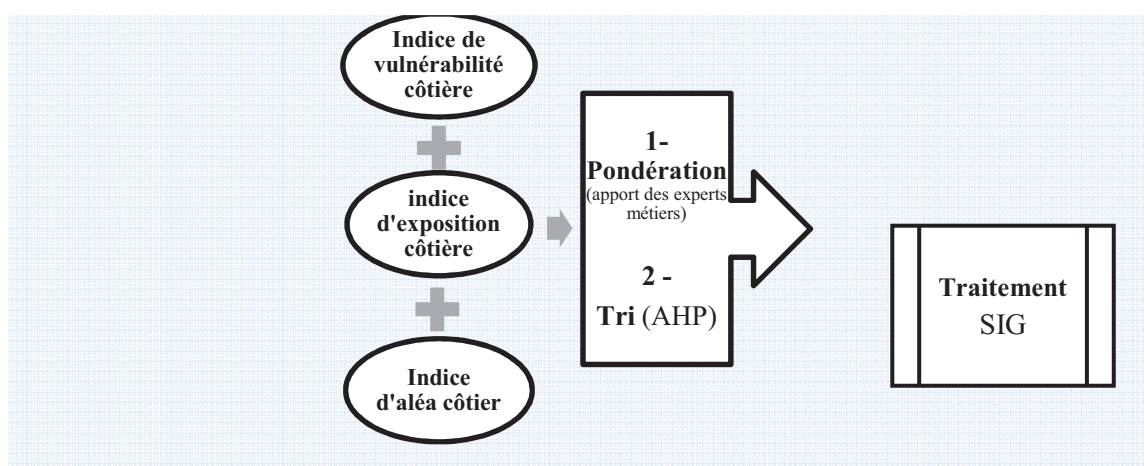 Indice de
vulnérabilité
côtière
indice
d'exposition
côtière
Indice
d'aléa côtier
1-
Pondération
(apport des experts
métiers)
2 -
Tri (AHP)
Traitement
SIG